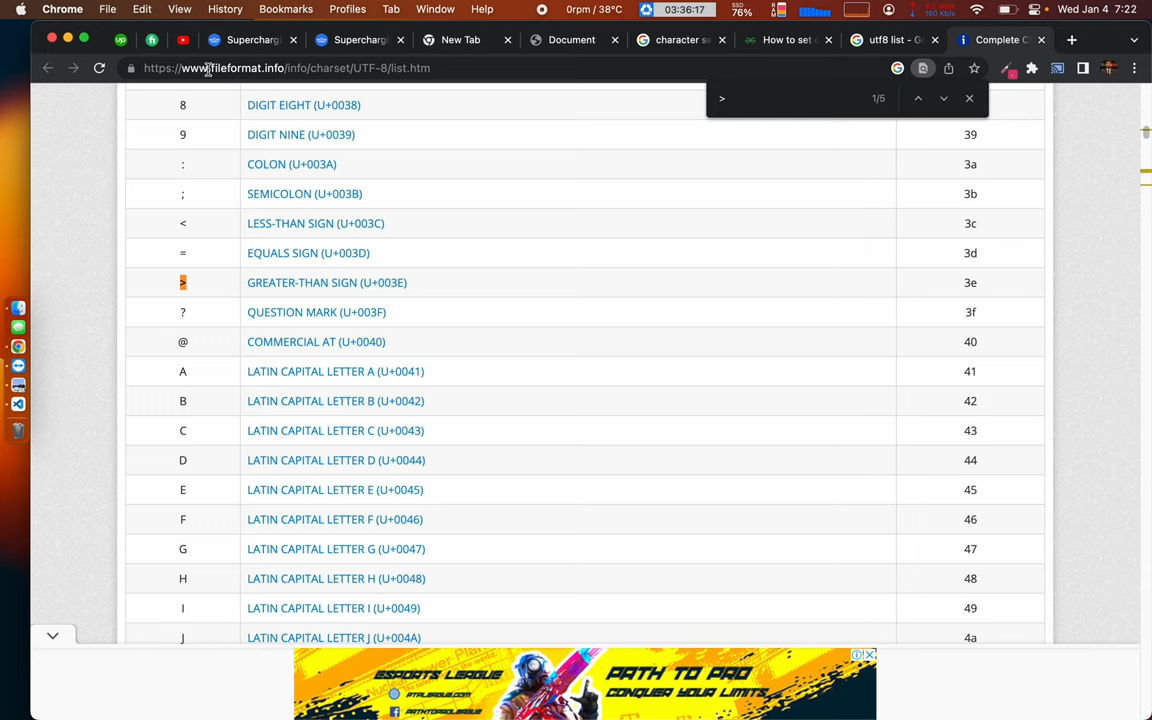 Chrome File Edit View History Bookmarks Profiles Tab Window Help 0rpm / 38°C 03:36:17 SSD 76% 160 Kb/s Wed Jan 4 7:22
Supercharg Supercharg New Tab Document character se How to set utf8 list - G Complete C
https://www.fileformat.info/info/charset/UTF-8/list.htm
> 1/5
8 DIGIT EIGHT (U+0038)
9 DIGIT NINE (U+0039) 39
: COLON (U+003A) 3a
; SEMICOLON (U+003B) 3b
< LESS-THAN SIGN (U+003C) 3c
= EQUALS SIGN (U+003D) 3d
> GREATER-THAN SIGN (U+003E) 3e
? QUESTION MARK (U+003F) 3f
@ COMMERCIAL AT (U+0040) 40
A LATIN CAPITAL LETTER A (U+0041) 41
B LATIN CAPITAL LETTER B (U+0042) 42
C LATIN CAPITAL LETTER C (U+0043) 43
D LATIN CAPITAL LETTER D (U+0044) 44
E LATIN CAPITAL LETTER E (U+0045) 45
F LATIN CAPITAL LETTER F (U+0046) 46
G LATIN CAPITAL LETTER G (U+0047) 47
H LATIN CAPITAL LETTER H (U+0048) 48
I LATIN CAPITAL LETTER I (U+0049) 49
J LATIN CAPITAL LETTER J (U+004A) 4a
ESPORTS LEAGUE
PATH TO PRO
CONQUER YOUR LIMITS
PTPLEAGUE.COM
PATHTOPROLEAGUE